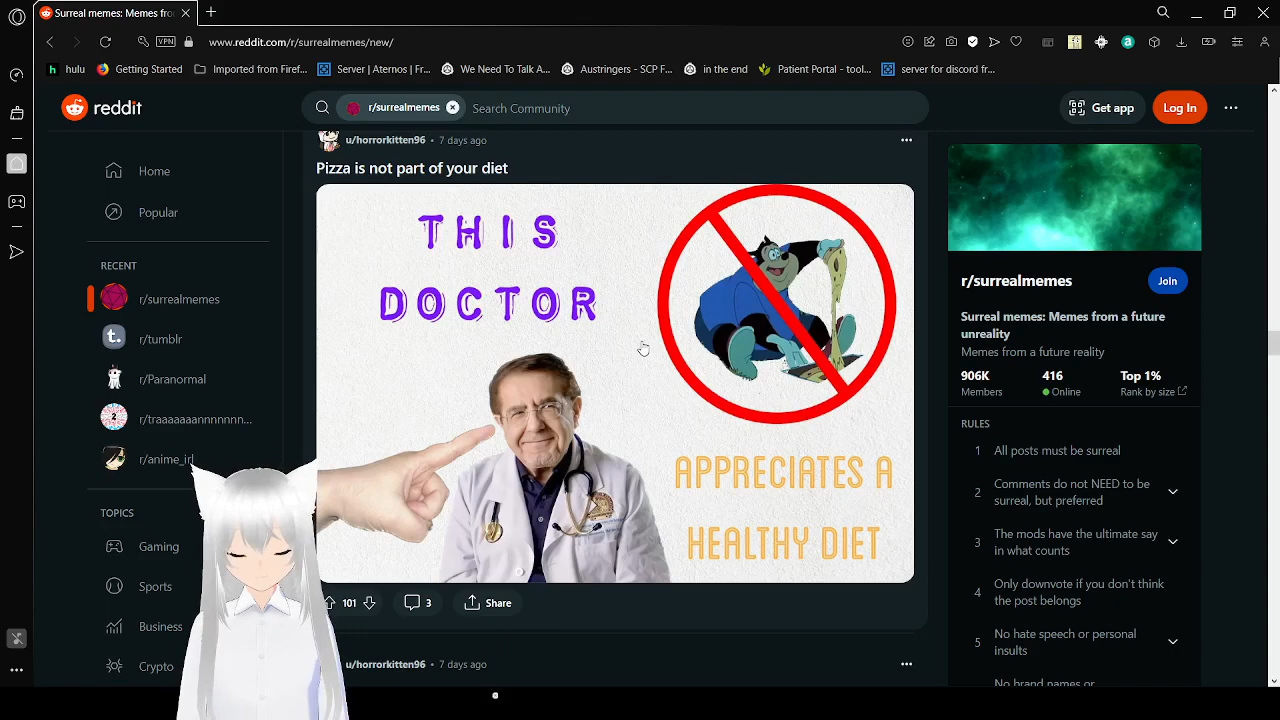 Surreal memes: Memes fro
VPN
www.reddit.com/r/surrealmemes/new/
hulu
Getting Started
Imported from Firef...
Server | Aternos | Fr...
We Need To Talk A...
Austringers - SCP F...
in the end
Patient Portal - tool...
server for discord fr...
reddit
r/surrealmemes
Search Community
Get app
Log In
Home
Popular
RECENT
r/surrealmemes
r/tumblr
r/Paranormal
r/traaaaaaannnnnnn...
r/anime_irl
TOPICS
Gaming
Sports
Business
Crypto
u/horrorkitten96 • 7 days ago
Pizza is not part of your diet
THIS
DOCTOR
APPRECIATES A
HEALTHY DIET
101
3
Share
u/horrorkitten96 • 7 days ago
r/surrealmemes
Join
Surreal memes: Memes from a future
unreality
Memes from a future reality
906K 416 Top 1%
Members Online Rank by size
RULES
1 All posts must be surreal
2 Comments do not NEED to be
surreal, but preferred
3 The mods have the ultimate say
in what counts
4 Only downvote if you don't think
the post belongs
5 No hate speech or personal
insults
No brand names or